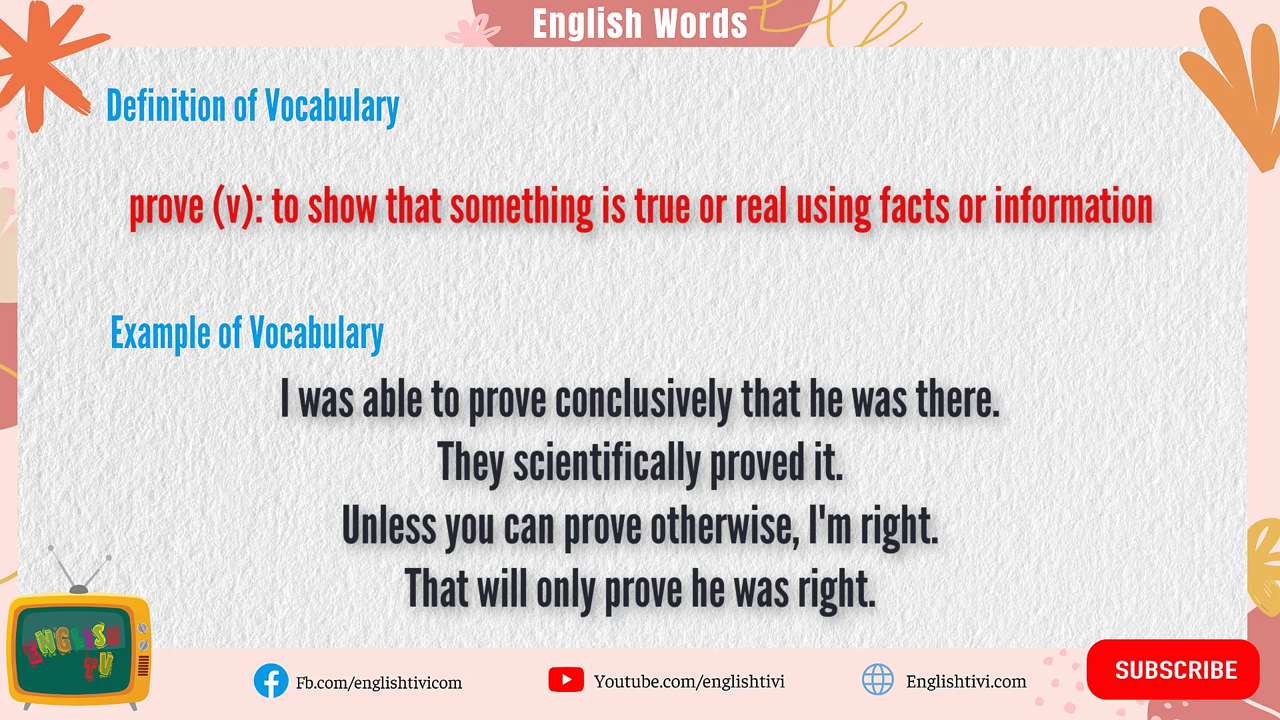 English Words
Definition of Vocabulary
prove (v): to show that something is true or real using facts or information
Example of Vocabulary
I was able to prove conclusively that he was there.
They scientifically proved it.
Unless you can prove otherwise, I'm right.
That will only prove he was right.
ENGLISH
TV
Fb.com/englishtivicom
Youtube.com/englishtivi
Englishtivi.com
SUBSCRIBE